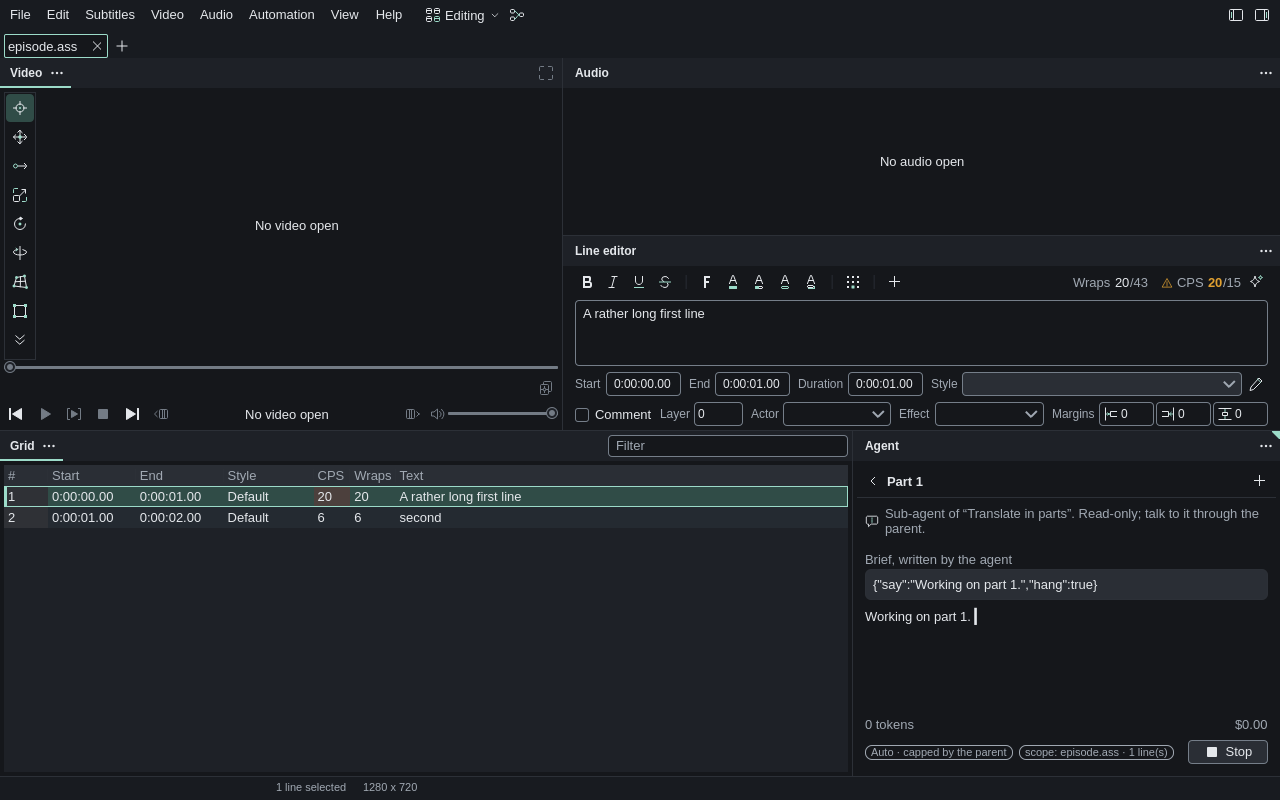 File Edit Subtitles Video Audio Automation View Help Editing
episode.ass
Video
Audio
No video open
No audio open
Line editor
B I U S F A A A A Wraps 20/43 CPS 20/15
A rather long first line
Start 0:00:00.00 End 0:00:01.00 Duration 0:00:01.00 Style
No video open
Comment Layer 0 Actor Effect Margins 0 0 0
Grid
Filter
# Start End Style CPS Wraps Text
1 0:00:00.00 0:00:01.00 Default 20 20 A rather long first line
2 0:00:01.00 0:00:02.00 Default 6 6 second
Agent
Part 1
Sub-agent of “Translate in parts”. Read-only; talk to it through the
parent.
Brief, written by the agent
{"say":"Working on part 1.","hang":true}
Working on part 1.
0 tokens $0.00
Auto · capped by the parent scope: episode.ass · 1 line(s) Stop
1 line selected 1280 x 720